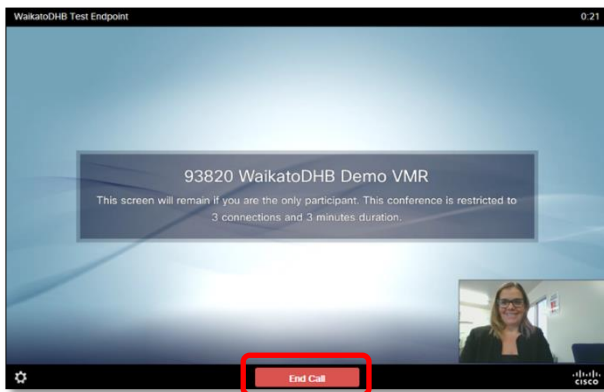 WaikatoDHB Test Endpoint 0:21
93820 WaikatoDHB Demo VMR
This screen will remain if you are the only participant. This conference is restricted to
3 connections and 3 minutes duration.
End Call
CISCO